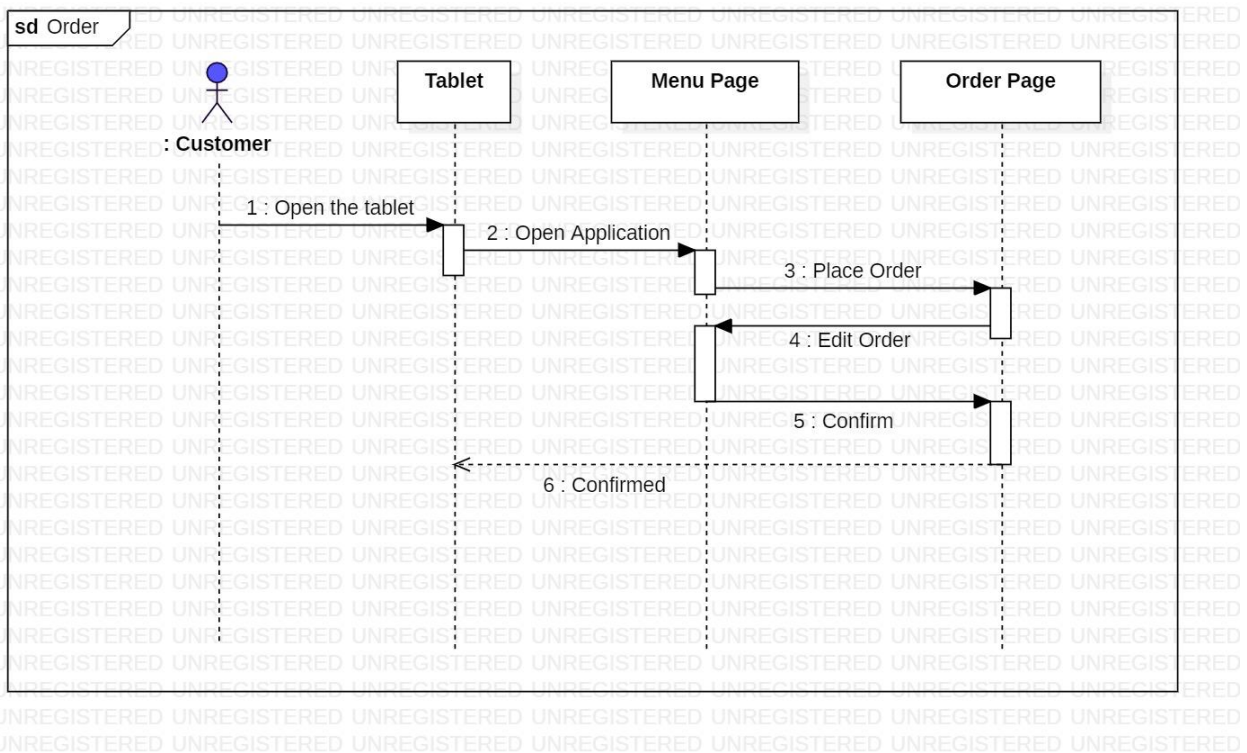 sd Order
: Customer
Tablet
Menu Page
Order Page
1 : Open the tablet
2 : Open Application
3 : Place Order
4 : Edit Order
5 : Confirm
6 : Confirmed
UNREGISTERED